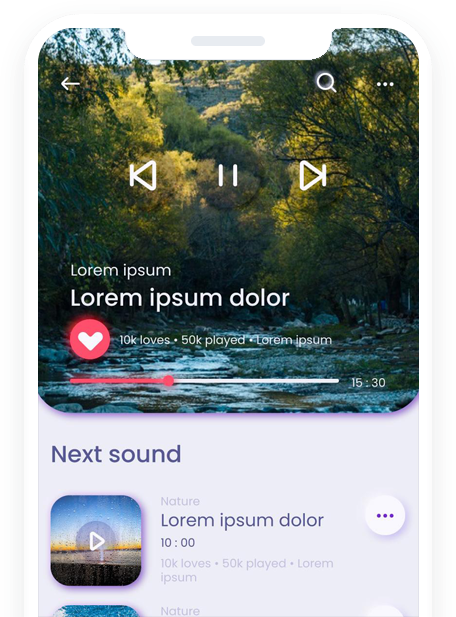 Lorem ipsum
Lorem ipsum dolor
10k loves • 50k played • Lorem ipsum
15 : 30
Next sound
Nature
Lorem ipsum dolor
10 : 00
10k loves • 50k played • Lorem
ipsum
Nature